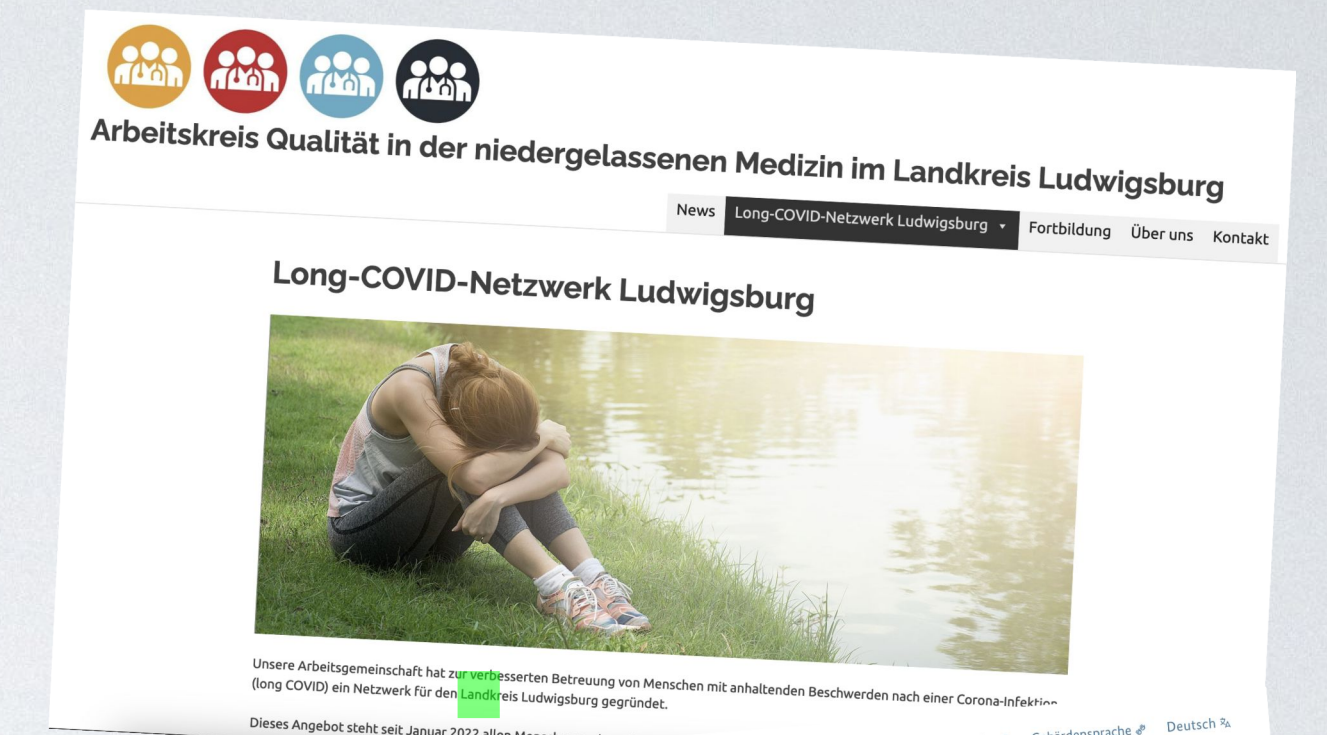 Arbeitskreis Qualität in der niedergelassenen Medizin im Landkreis Ludwigsburg
News Long-COVID-Netzwerk Ludwigsburg Fortbildung Über uns Kontakt
Long-COVID-Netzwerk Ludwigsburg
Unsere Arbeitsgemeinschaft hat zur verbesserten Betreuung von Menschen mit anhaltenden Beschwerden nach einer Corona-Infektion
(long COVID) ein Netzwerk für den Landkreis Ludwigsburg gegründet.
Dieses Angebot steht seit Januar 2022 allen
Gebärdensprache Deutsch